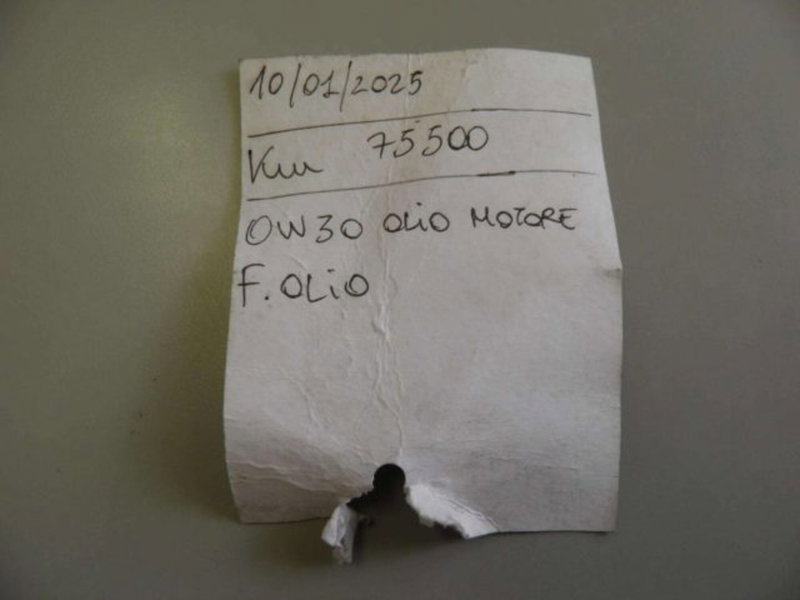 10/01/2025
Km 75500
0W30 OLiO MOTORE
F. OLiO